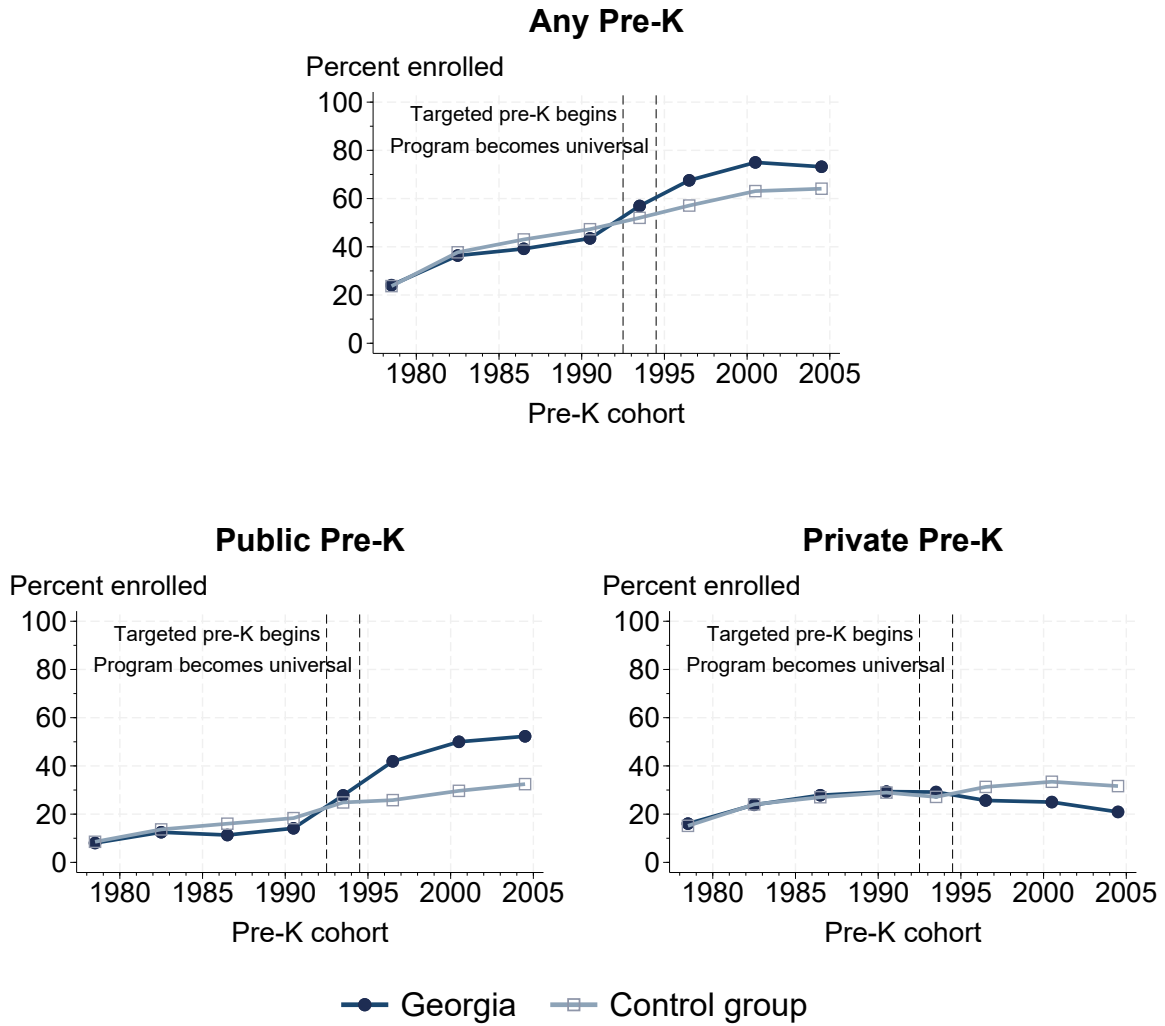 Any Pre-K
Percent enrolled
100
80
60
40
20
0
Targeted pre-K begins
Program becomes universal
1980 1985 1990 1995 2000 2005
Pre-K cohort
Public Pre-K
Percent enrolled
100
80
60
40
20
0
Targeted pre-K begins
Program becomes universal
1980 1985 1990 1995 2000 2005
Pre-K cohort
Private Pre-K
Percent enrolled
100
80
60
40
20
0
Targeted pre-K begins
Program becomes universal
1980 1985 1990 1995 2000 2005
Pre-K cohort
Georgia Control group